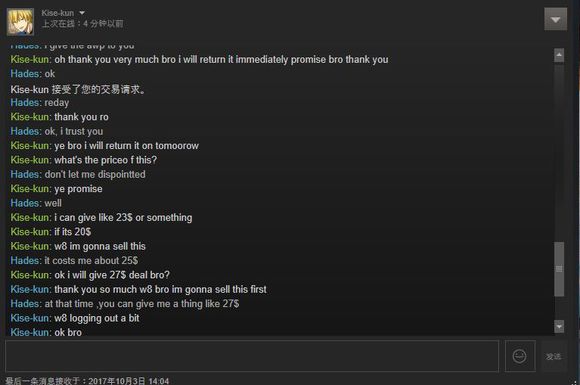 Kise-kun
上次在线：4 分钟以前
Hades: i give the awp to you
Kise-kun: oh thank you very much bro i will return it immediately promise bro thank you
Hades: ok
Kise-kun 接受了您的交易请求。
Hades: reday
Kise-kun: thank you ro
Hades: ok, i trust you
Kise-kun: ye bro i will return it on tomoorow
Kise-kun: what's the priceo f this?
Hades: don't let me dispointted
Kise-kun: ye promise
Hades: well
Kise-kun: i can give like 23$ or something
Kise-kun: if its 20$
Kise-kun: w8 im gonna sell this
Hades: it costs me about 25$
Kise-kun: ok i will give 27$ deal bro?
Kise-kun: thank you so much w8 bro im gonna sell this first
Hades: at that time ,you can give me a thing like 27$
Kise-kun: w8 logging out a bit
Kise-kun: ok bro
发送
最后一条消息接收于：2017年10月3日 14:04